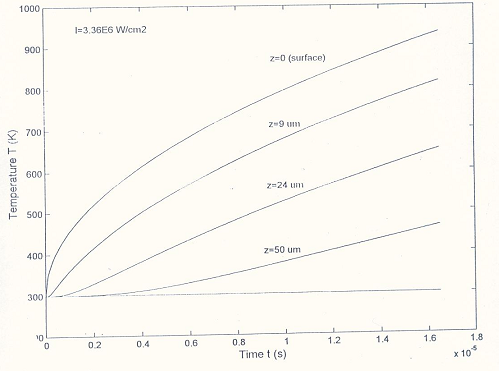 1000
I=3.36E6 W/cm2
900
z=0 (surface)
800
z=9 um
700
Temperature T (K)
600
z=24 um
500
400
z=50 um
300
0
0 0.2 0.4 0.6 0.8 1 1.2 1.4 1.6 1.8
Time t (s)
x 10⁻⁵